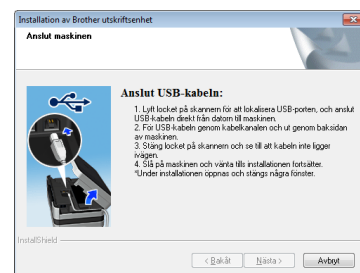 Installation av Brother utskriftsenhet
Anslut maskinen
Anslut USB-kabeln:
1. Lyft locket på skannern för att lokalisera USB-porten, och anslut
USB-kabeln direkt från datorn till maskinen.
2. För USB-kabeln genom kabelkanalen och ut genom baksidan
av maskinen.
3. Stäng locket på skannern och se till att kabeln inte ligger
ivägen.
4. Slå på maskinen och vänta tills installationen fortsätter.
*Under installationen öppnas och stängs några fönster.
InstallShield
< Bakåt Nästa > Avbryt